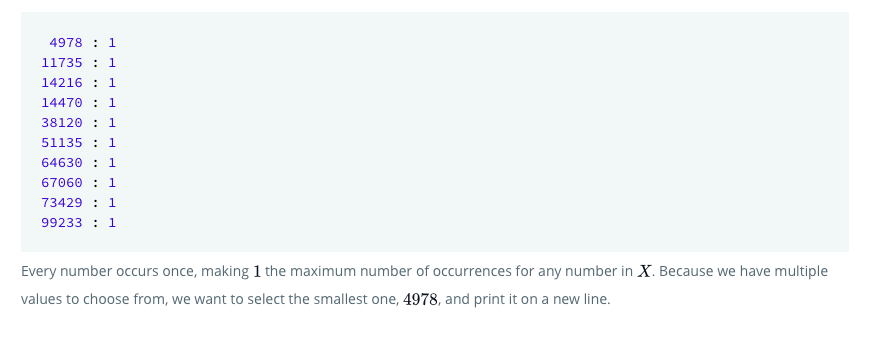 4978 : 1
11735 : 1
14216 : 1
14470 : 1
38120 : 1
51135 : 1
64630 : 1
67060 : 1
73429 : 1
99233 : 1
Every number occurs once, making 1 the maximum number of occurrences for any number in X. Because we have multiple
values to choose from, we want to select the smallest one, 4978, and print it on a new line.